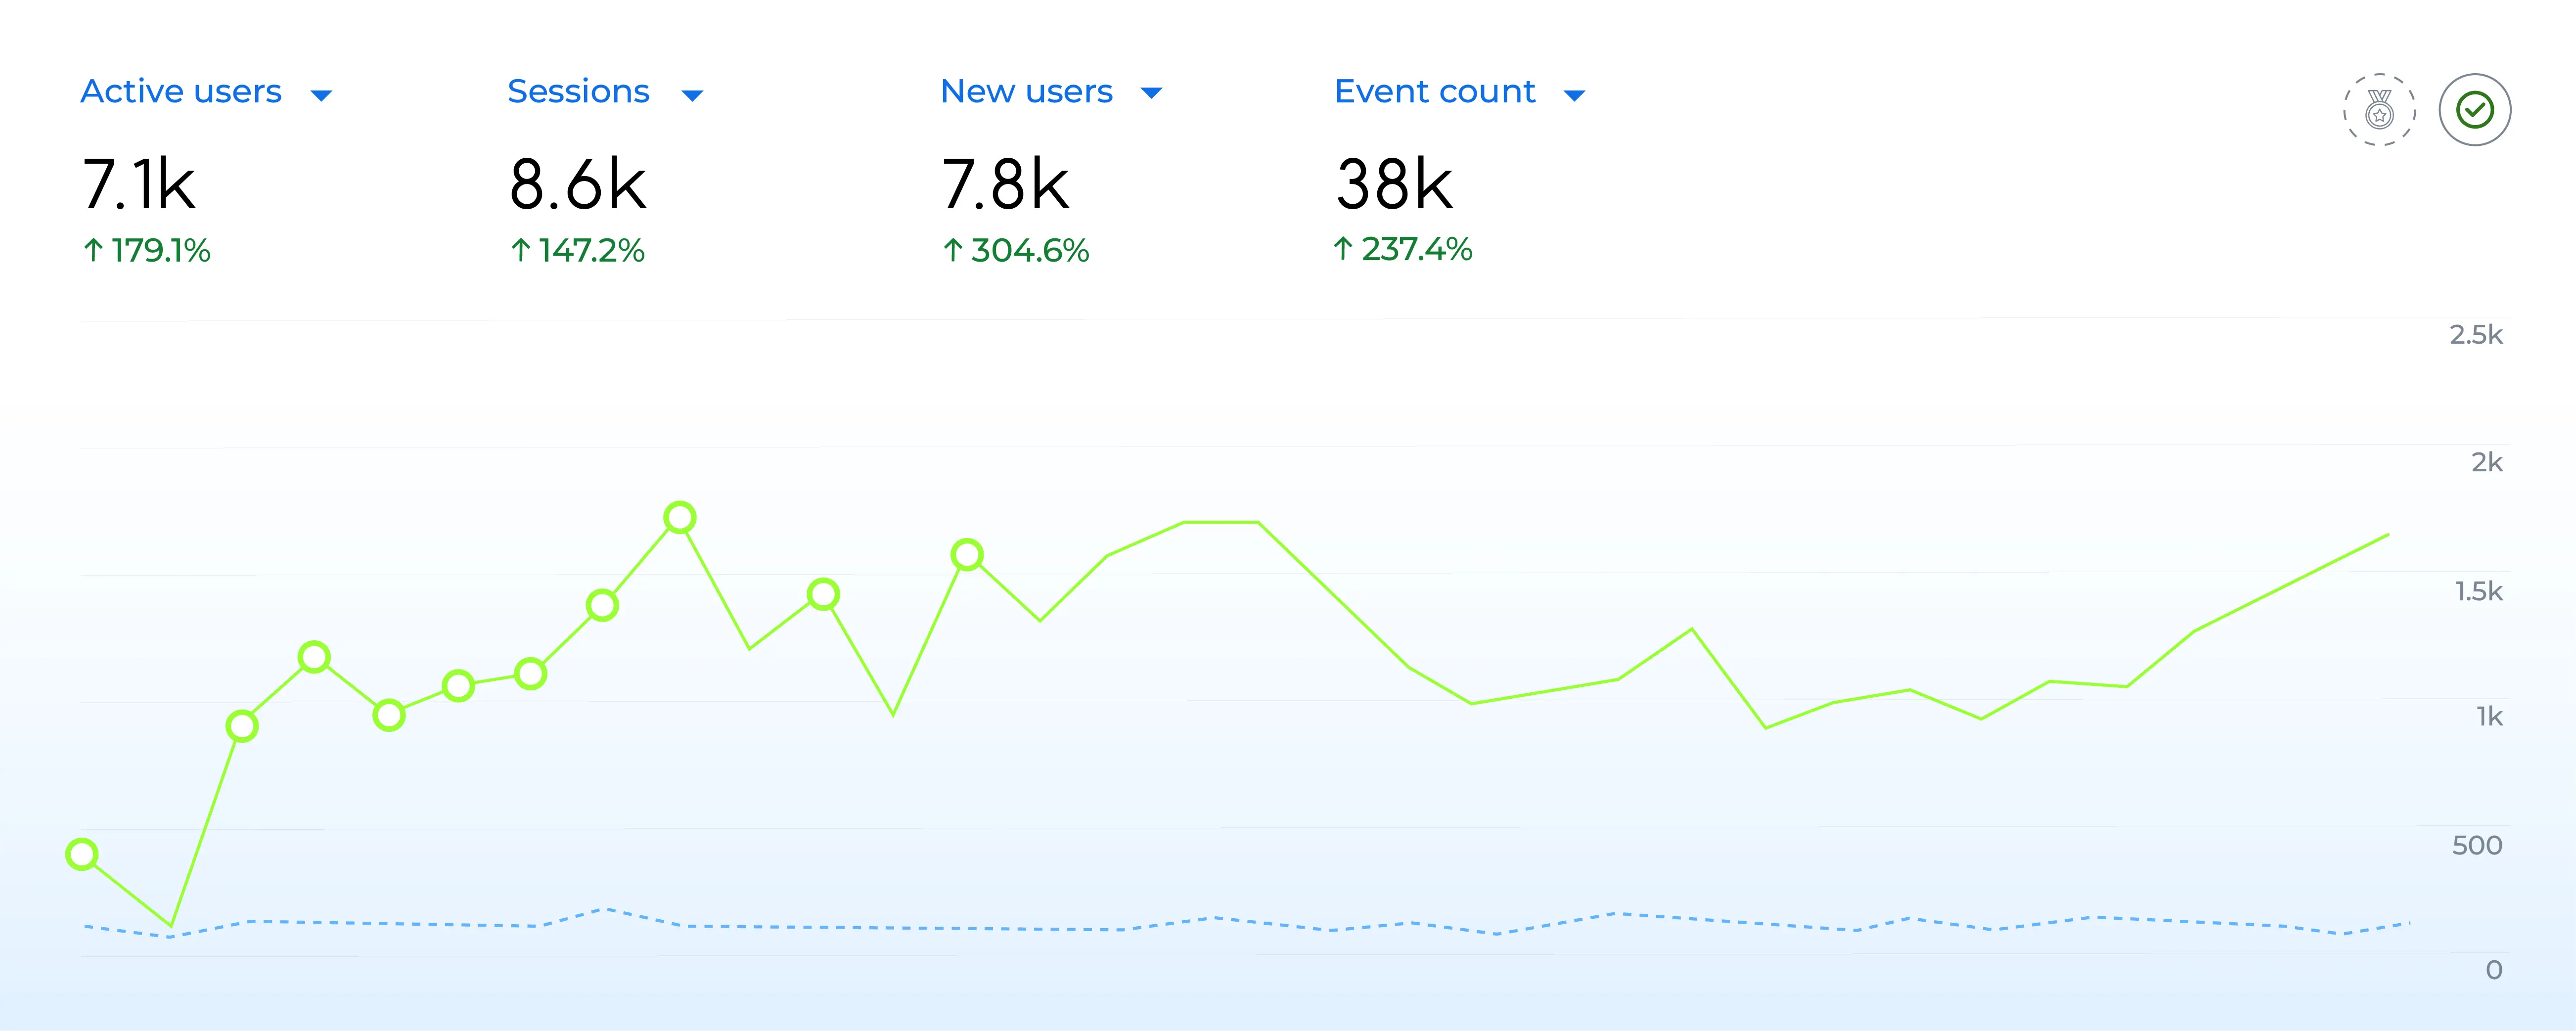 Active users Sessions New users Event count
7.1k 8.6k 7.8k 38k
↑ 179.1% ↑ 147.2% ↑ 304.6% ↑ 237.4%
2.5k
2k
1.5k
1k
500
0